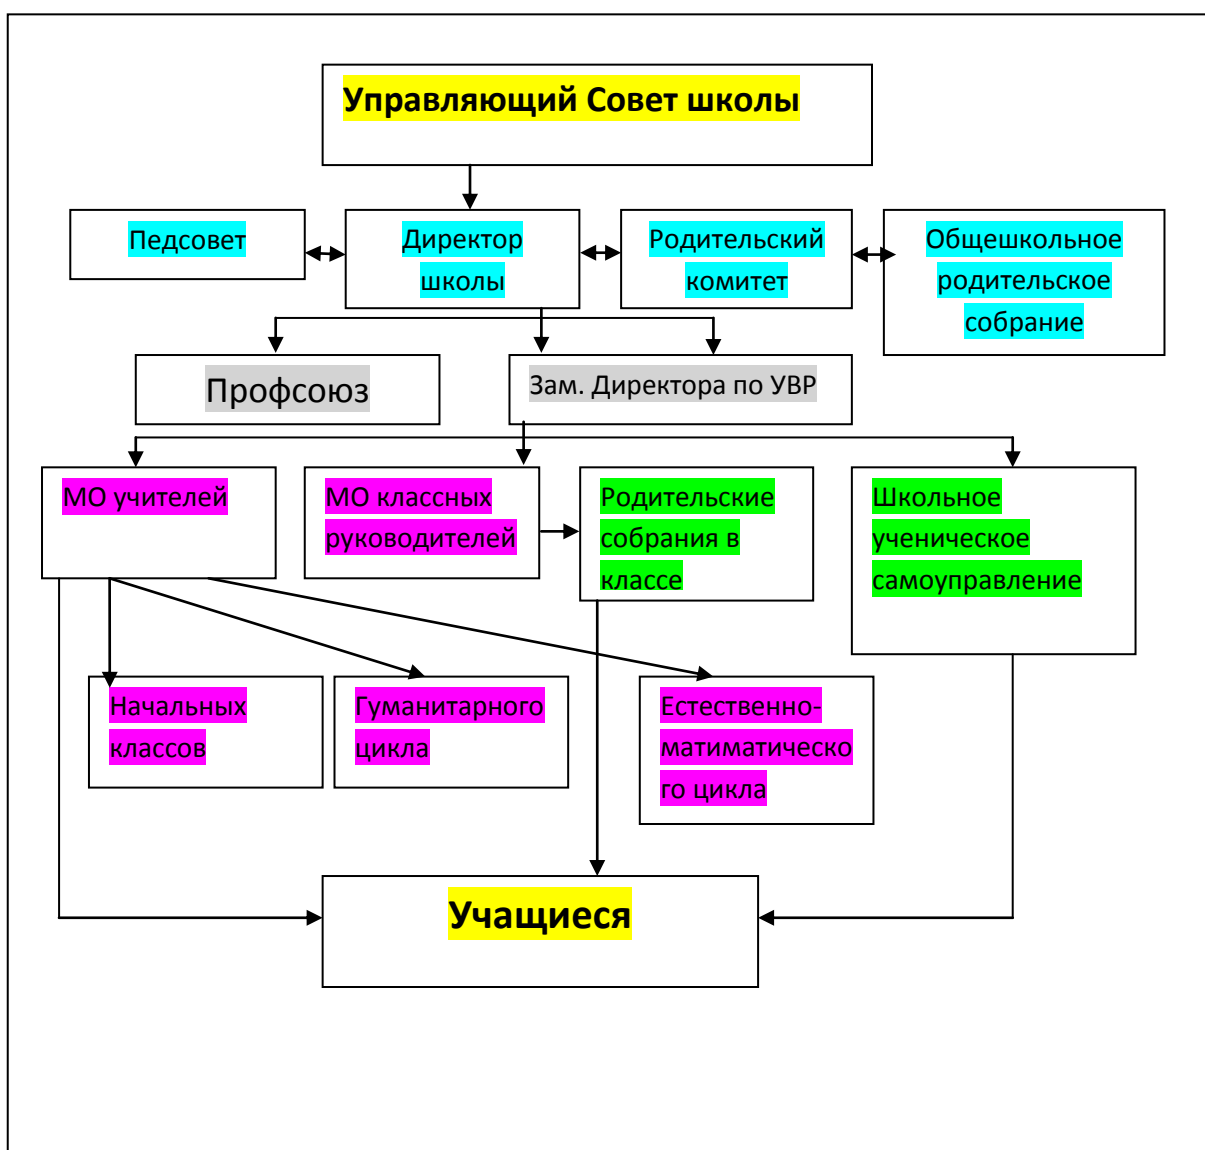 Управляющий Совет школы
Педсовет
Директор
школы
Родительский
комитет
Общешкольное
родительское
собрание
Профсоюз
Зам. Директора по УВР
МО учителей
МО классных
руководителей
Родительские
собрания в
классе
Школьное
ученическое
самоуправление
Начальных
классов
Гуманитарного
цикла
Естественно-
матиматическо
го цикла
Учащиеся